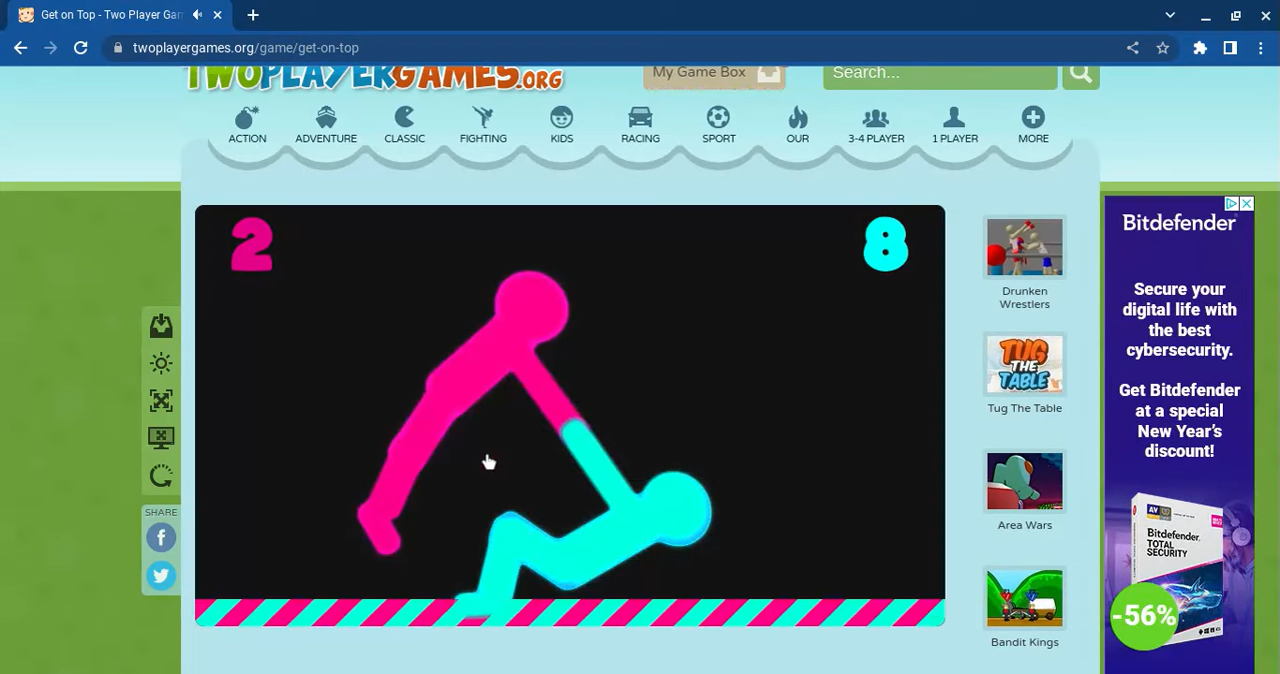 Get on Top - Two Player Gam
twoplayergames.org/game/get-on-top
TWOPLAYERGAMES.ORG
My Game Box
Search...
ACTION
ADVENTURE
CLASSIC
FIGHTING
KIDS
RACING
SPORT
OUR
3-4 PLAYER
1 PLAYER
MORE
2
8
SHARE
Drunken
Wrestlers
TUG
THE
TABLE
Tug The Table
Area Wars
Bandit Kings
Bitdefender
Secure your
digital life with
the best
cybersecurity.
Get Bitdefender
at a special
New Year's
discount!
Bitdefender
TOTAL
SECURITY
-56%